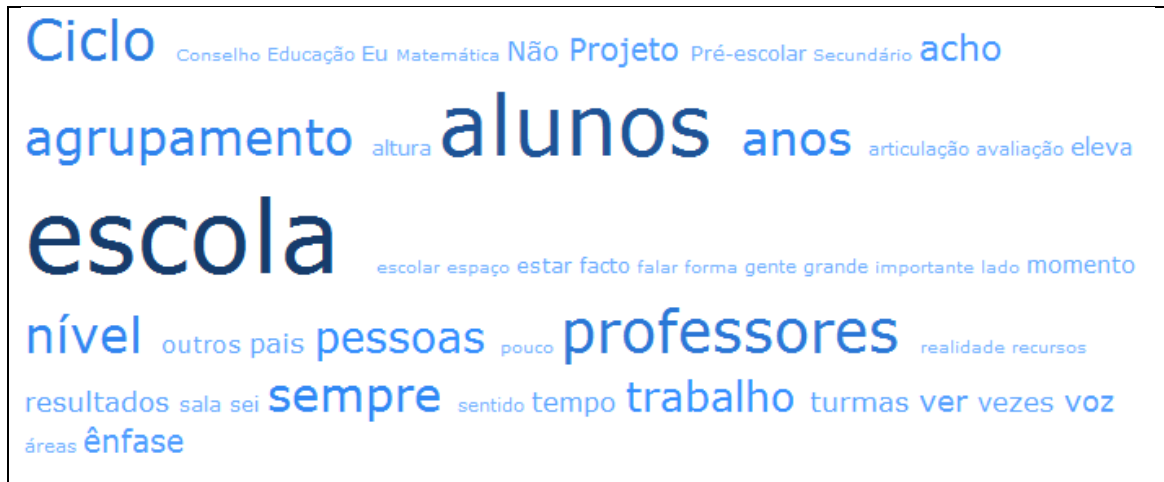 Ciclo Conselho Educação Eu Matemática Não Projeto Pré-escolar Secundário acho
agrupamento altura alunos anos articulação avaliação eleva
escola escolar espaço estar facto falar forma gente grande importante lado momento
nível outros pais pessoas pouco professores realidade recursos
resultados sala sei sempre sentido tempo trabalho turmas ver vezes voz
áreas ênfase